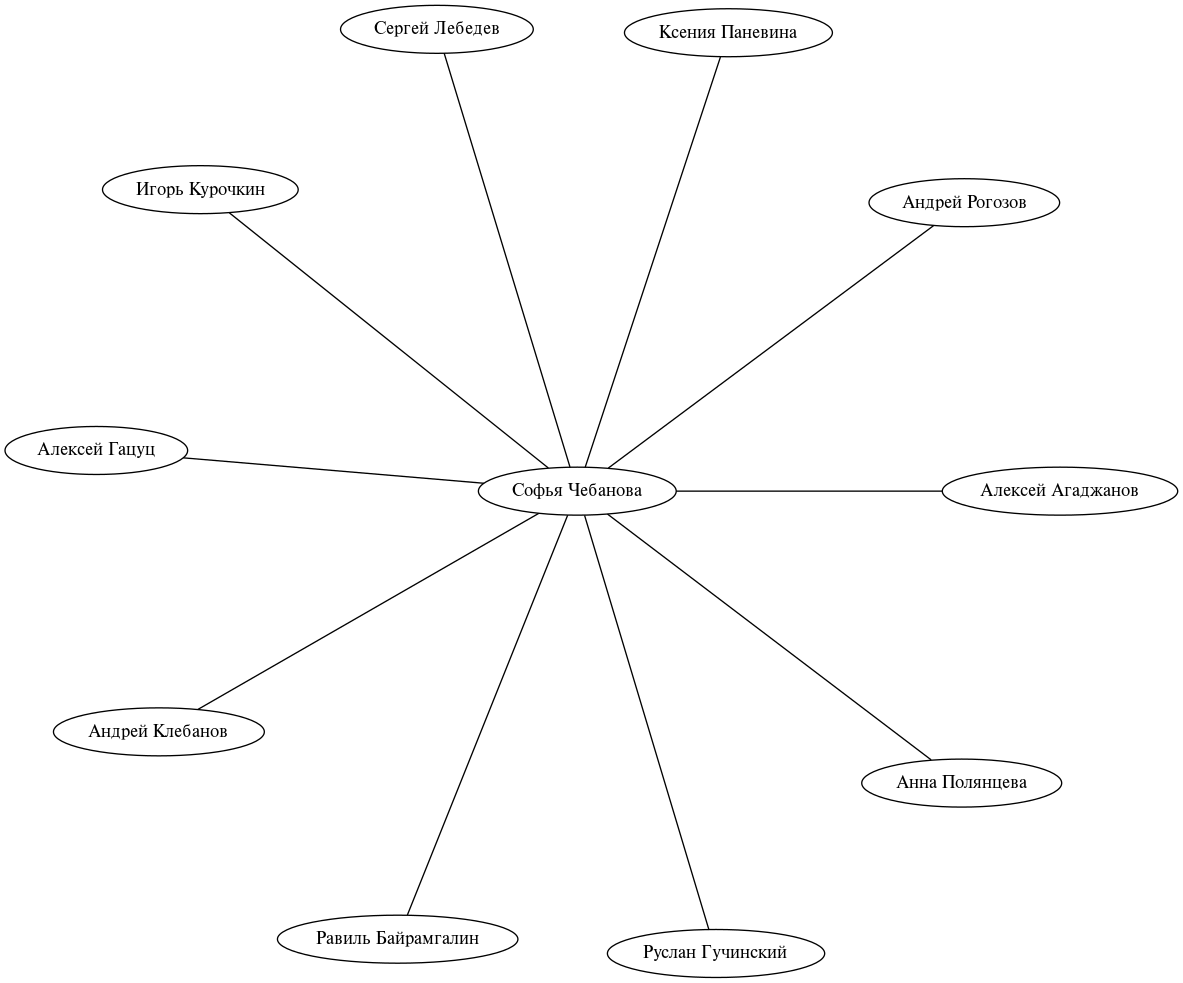 Сергей Лебедев
Ксения Паневина
Игорь Курочкин
Андрей Рогозов
Алексей Гацуц
Софья Чебанова
Алексей Агаджанов
Андрей Клебанов
Анна Полянцева
Равиль Байрамгалин
Руслан Гучинский